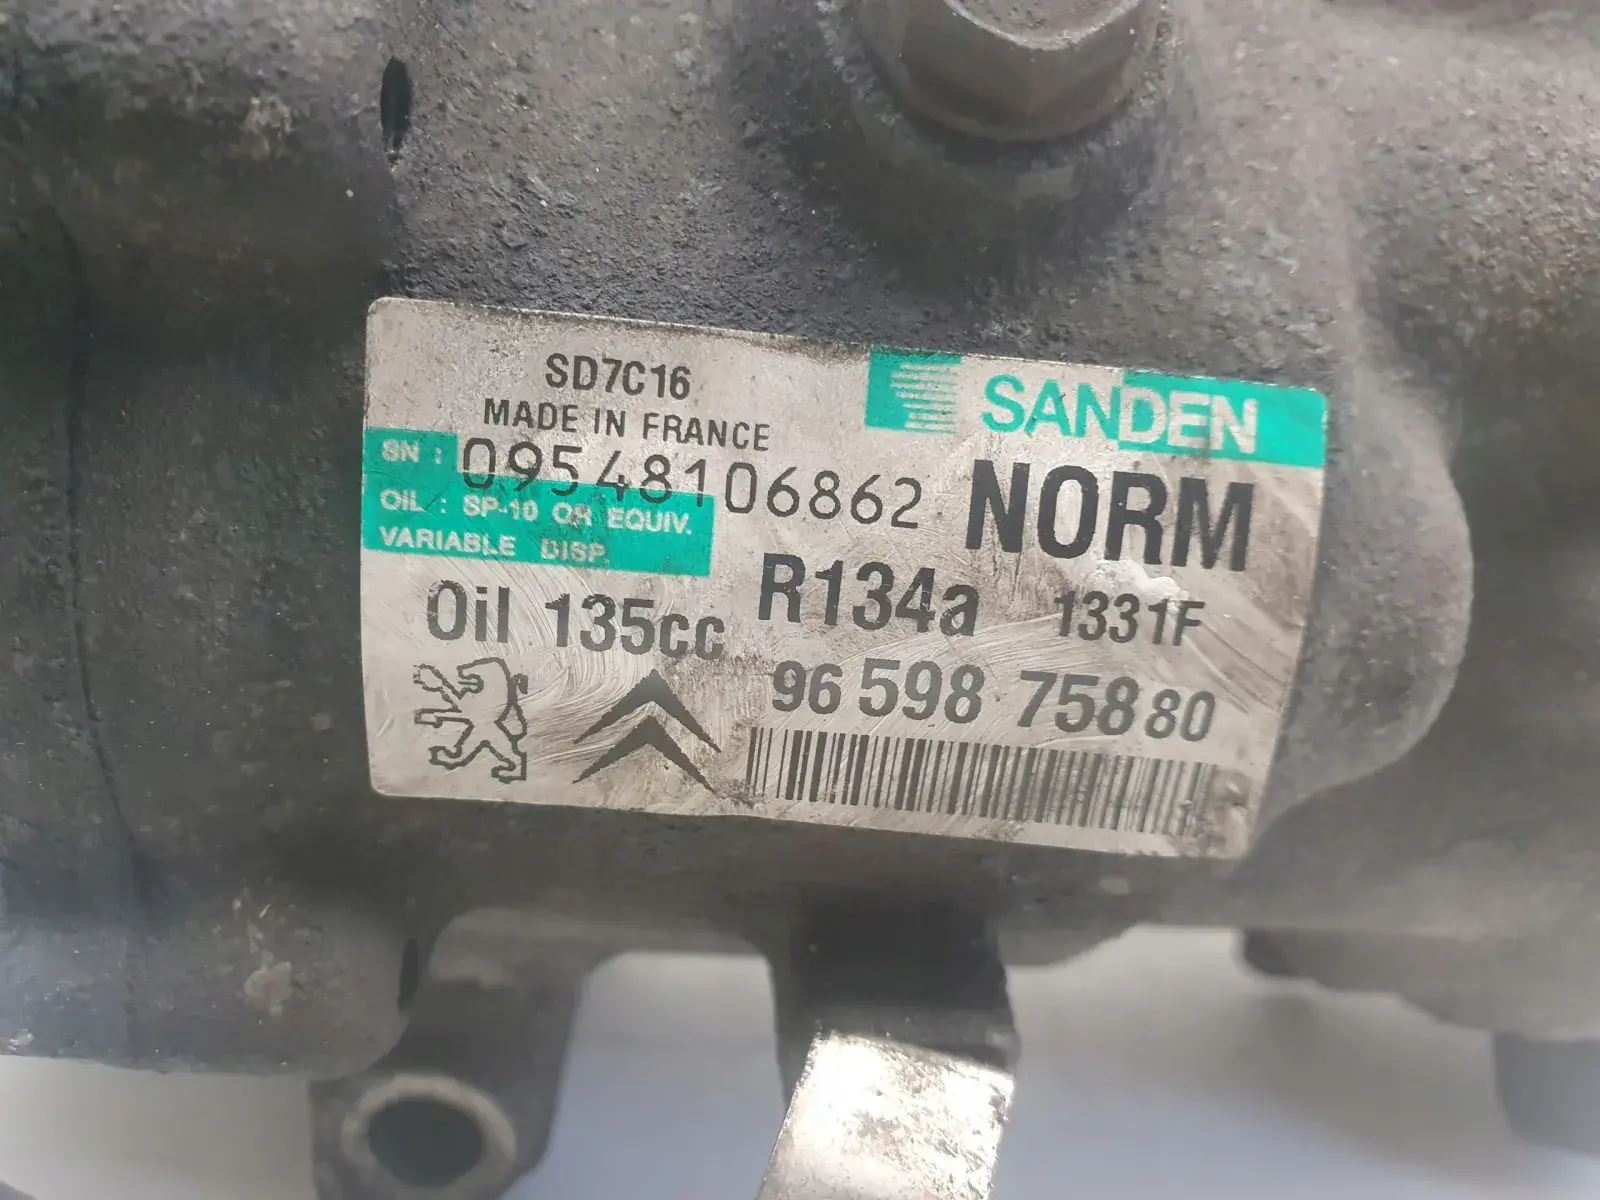 SD7C16
MADE IN FRANCE
SANDEN
SN : 09548106862
NORM
OIL : SP-10 OR EQUIV.
VARIABLE DISP.
Oil 135cc R134a 1331F
96 598 758 80